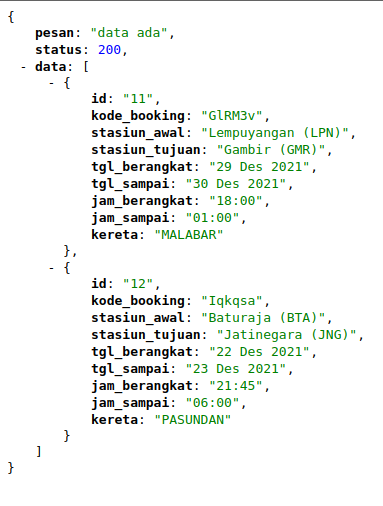 {
pesan: "data ada",
status: 200,
- data: [
- {
id: "11",
kode_booking: "GlRM3v",
stasiun_awal: "Lempuyangan (LPN)",
stasiun_tujuan: "Gambir (GMR)",
tgl_berangkat: "29 Des 2021",
tgl_sampai: "30 Des 2021",
jam_berangkat: "18:00",
jam_sampai: "01:00",
kereta: "MALABAR"
},
- {
id: "12",
kode_booking: "Iqkqsa",
stasiun_awal: "Baturaja (BTA)",
stasiun_tujuan: "Jatinegara (JNG)",
tgl_berangkat: "22 Des 2021",
tgl_sampai: "23 Des 2021",
jam_berangkat: "21:45",
jam_sampai: "06:00",
kereta: "PASUNDAN"
}
]
}